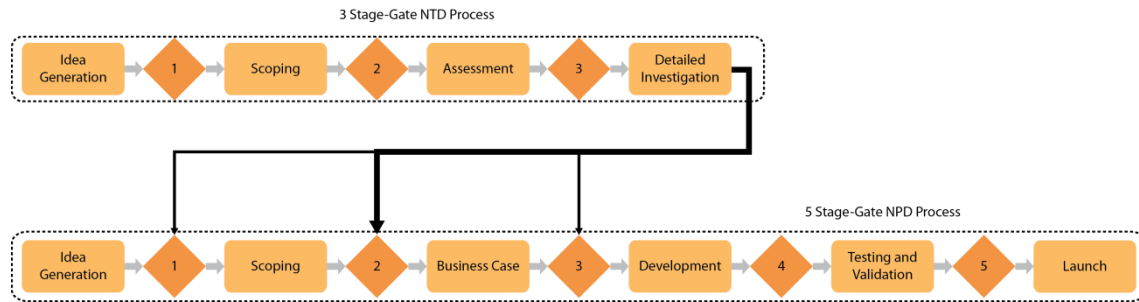 3 Stage-Gate NTD Process
Idea
Generation
1
Scoping
2
Assessment
3
Detailed
Investigation
5 Stage-Gate NPD Process
Idea
Generation
1
Scoping
2
Business Case
3
Development
4
Testing and
Validation
5
Launch